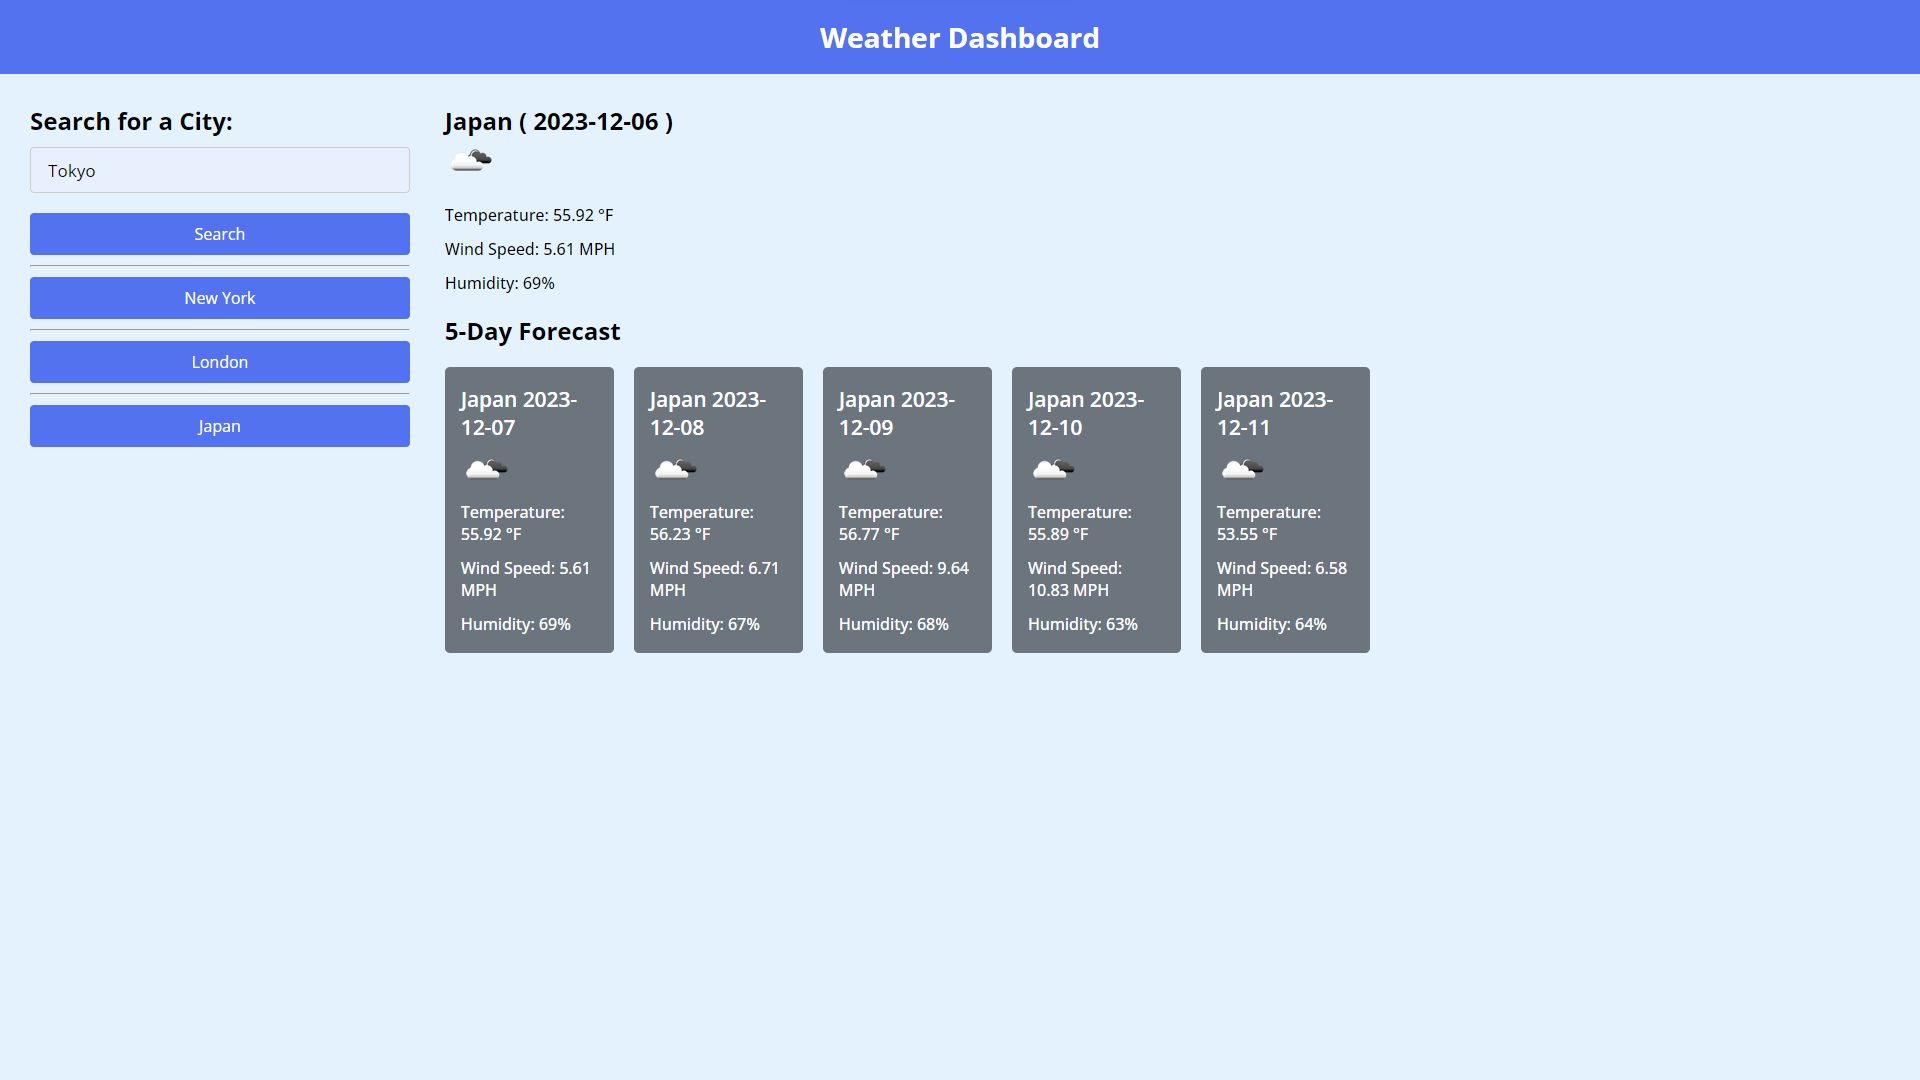 Weather Dashboard
Search for a City:
Tokyo
Search
New York
London
Japan
Japan ( 2023-12-06 )
Temperature: 55.92 °F
Wind Speed: 5.61 MPH
Humidity: 69%
5-Day Forecast
Japan 2023-
12-07
Temperature:
55.92 °F
Wind Speed: 5.61
MPH
Humidity: 69%
Japan 2023-
12-08
Temperature:
56.23 °F
Wind Speed: 6.71
MPH
Humidity: 67%
Japan 2023-
12-09
Temperature:
56.77 °F
Wind Speed: 9.64
MPH
Humidity: 68%
Japan 2023-
12-10
Temperature:
55.89 °F
Wind Speed:
10.83 MPH
Humidity: 63%
Japan 2023-
12-11
Temperature:
53.55 °F
Wind Speed: 6.58
MPH
Humidity: 64%